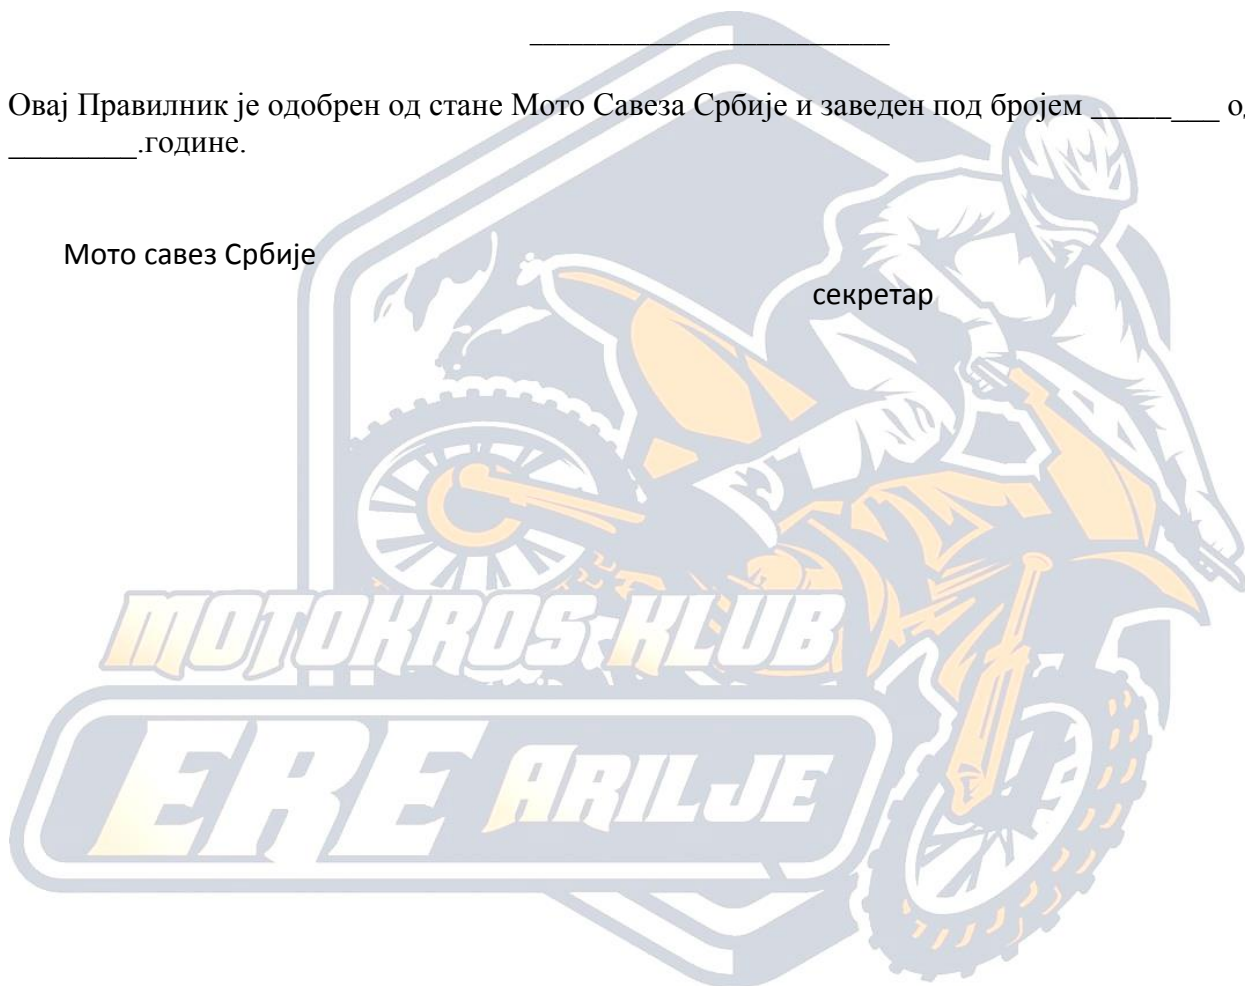 ___________________________
Овај Правилник је одобрен од стане Мото Савеза Србије и заведен под бројем ________
________.године.
Мото савез Србије
секретар
MOTOKROS KLUB
ERE ARILJE